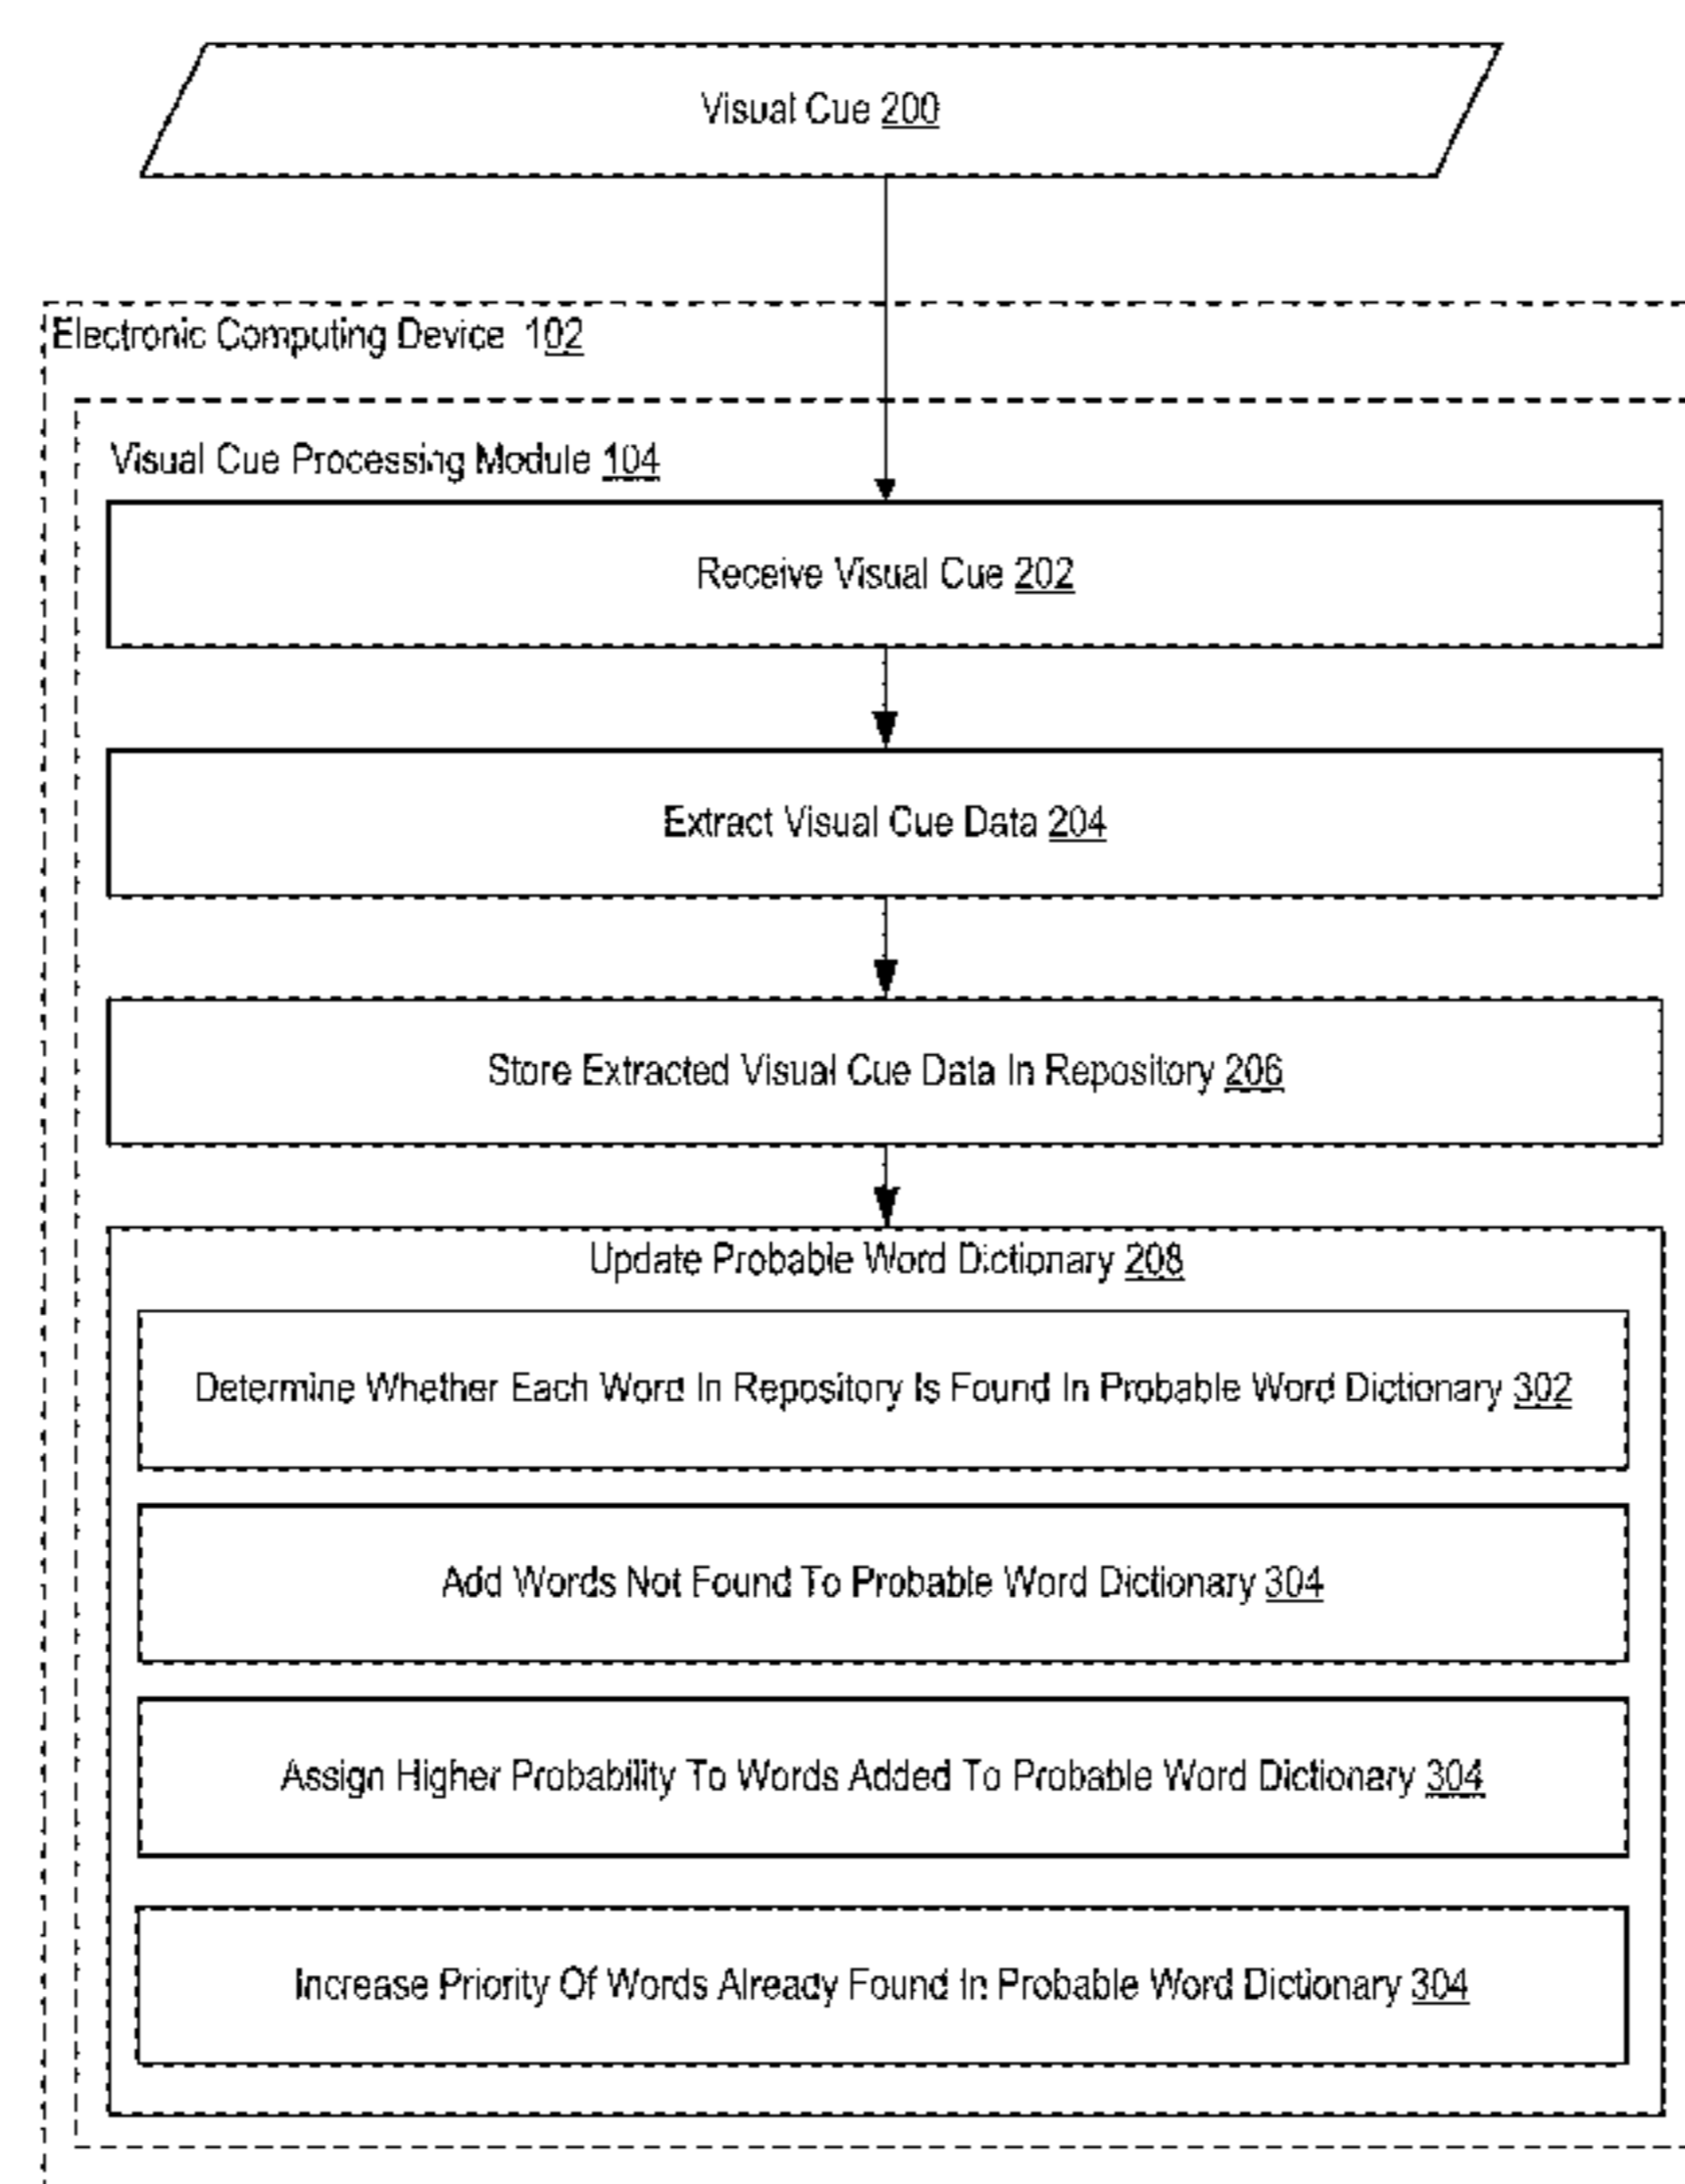 Visual Cue 200
Electronic Computing Device 102
Visual Cue Processing Module 104
Receive Visual Cue 202
Extract Visual Cue Data 204
Store Extracted Visual Cue Data In Repository 206
Update Probable Word Dictionary 208
Determine Whether Each Word In Repository Is Found In Probable Word Dictionary 302
Add Words Not Found To Probable Word Dictionary 304
Assign Higher Probability To Words Added To Probable Word Dictionary 304
Increase Priority Of Words Already Found In Probable Word Dictionary 304